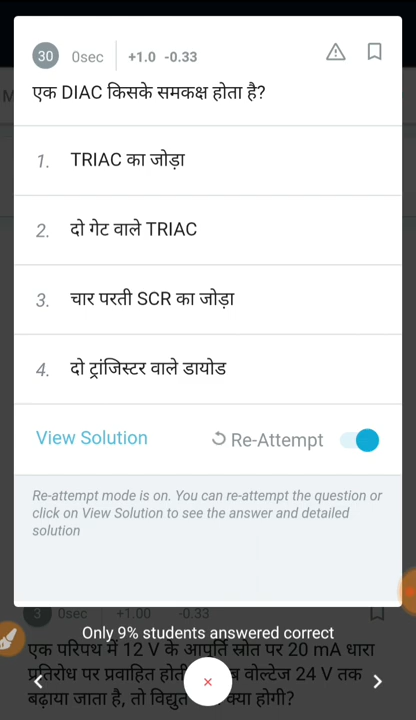 30 0sec +1.0 -0.33
एक DIAC किसके समकक्ष होता है?
1. TRIAC का जोड़ा
2. दो गेट वाले TRIAC
3. चार परती SCR का जोड़ा
4. दो ट्रांजिस्टर वाले डायोड
View Solution Re-Attempt
Re-attempt mode is on. You can re-attempt the question or
click on View Solution to see the answer and detailed
solution
3 0sec +1.00 -0.33
Only 9% students answered correct
एक परिपथ में 12 V के आपूर्ति स्रोत पर 20 mA धारा
प्रतिरोध पर प्रवाहित वोल्टेज 24 V तक
बढ़ाया जाता है, तो क्या होगी?